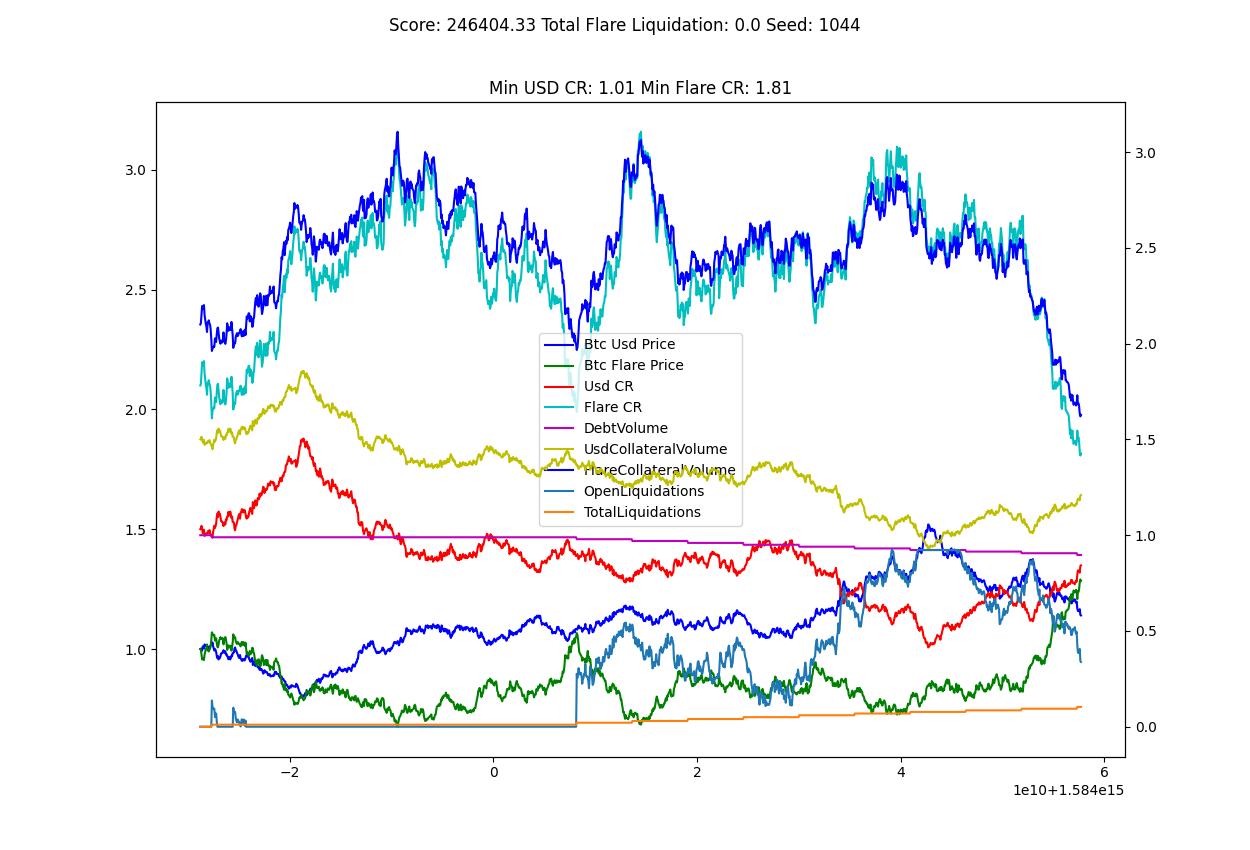 Score: 246404.33 Total Flare Liquidation: 0.0 Seed: 1044
Min USD CR: 1.01 Min Flare CR: 1.81
3.0
2.5
2.0
1.5
1.0
3.0
2.5
2.0
1.5
1.0
0.5
0.0
Btc Usd Price
Btc Flare Price
Usd CR
Flare CR
DebtVolume
UsdCollateralVolume
FlareCollateralVolume
OpenLiquidations
TotalLiquidations
−2 0 2 4 6
1e10+1.584e15